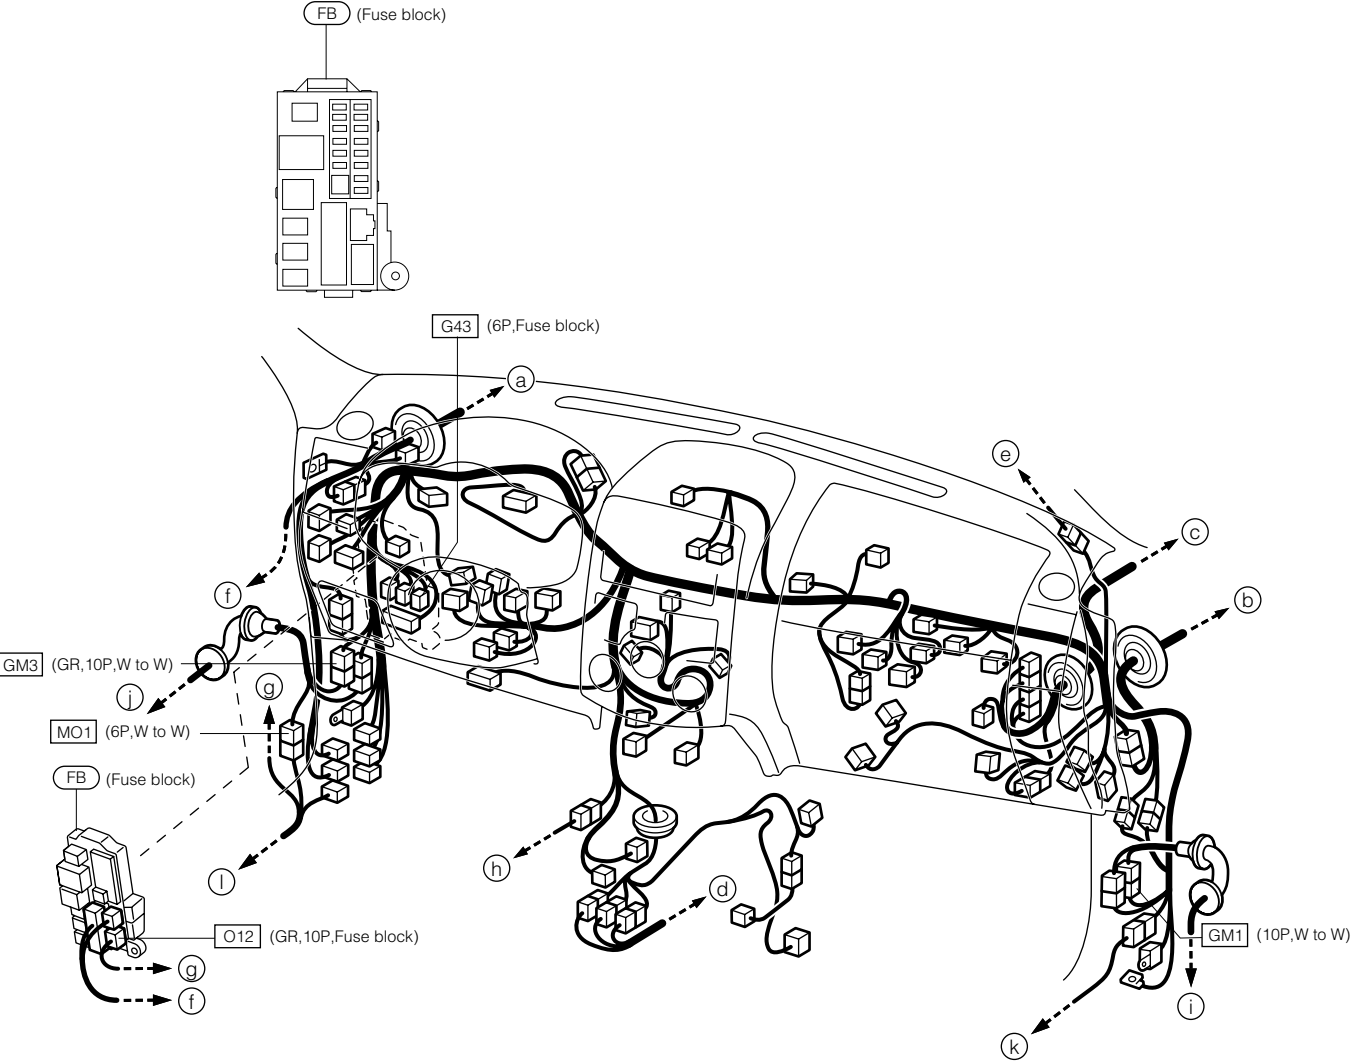 FB (Fuse block)
G43 (6P,Fuse block)
a
e
c
f
b
GM3 (GR,10P,W to W)
j
g
MO1 (6P,W to W)
FB (Fuse block)
h
l
d
O12 (GR,10P,Fuse block)
GM1 (10P,W to W)
g
f
i
k